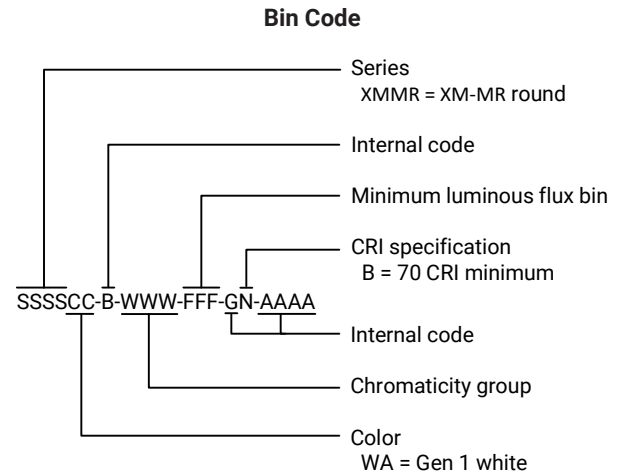 Bin Code
Series
XMMR = XM-MR round
Internal code
Minimum luminous flux bin
CRI specification
B = 70 CRI minimum
SSSSCC-B-WWW-FFF-GN-AAAA
Internal code
Chromaticity group
Color
WA = Gen 1 white